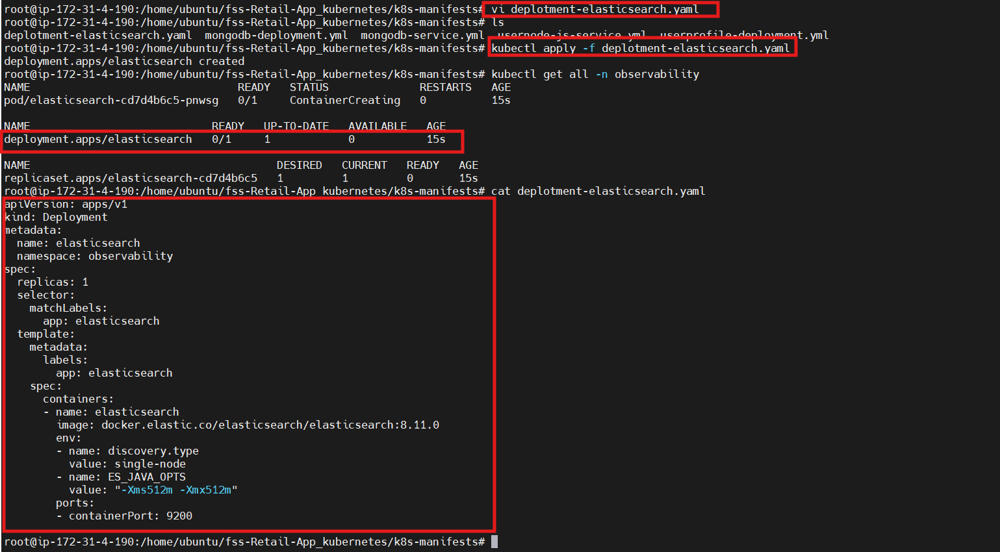 root@ip-172-31-4-190:/home/ubuntu/fss-Retail-App_kubernetes/k8s-manifests# vi deplotment-elasticsearch.yaml
root@ip-172-31-4-190:/home/ubuntu/fss-Retail-App_kubernetes/k8s-manifests# ls
deplotment-elasticsearch.yaml  mongodb-deployment.yml  mongodb-service.yml  usernode-js-service.yml  userprofile-deployment.yml
root@ip-172-31-4-190:/home/ubuntu/fss-Retail-App_kubernetes/k8s-manifests# kubectl apply -f deplotment-elasticsearch.yaml
deployment.apps/elasticsearch created
root@ip-172-31-4-190:/home/ubuntu/fss-Retail-App_kubernetes/k8s-manifests# kubectl get all -n observability
NAME                                READY   STATUS              RESTARTS   AGE
pod/elasticsearch-cd7d4b6c5-pnwsg   0/1     ContainerCreating   0          15s
NAME                            READY   UP-TO-DATE   AVAILABLE   AGE
deployment.apps/elasticsearch   0/1     1            0           15s
NAME                                      DESIRED   CURRENT   READY   AGE
replicaset.apps/elasticsearch-cd7d4b6c5   1         1         0       15s
root@ip-172-31-4-190:/home/ubuntu/fss-Retail-App_kubernetes/k8s-manifests# cat deplotment-elasticsearch.yaml
apiVersion: apps/v1
kind: Deployment
metadata:
  name: elasticsearch
  namespace: observability
spec:
  replicas: 1
  selector:
    matchLabels:
      app: elasticsearch
  template:
    metadata:
      labels:
        app: elasticsearch
    spec:
      containers:
      - name: elasticsearch
        image: docker.elastic.co/elasticsearch/elasticsearch:8.11.0
        env:
        - name: discovery.type
          value: single-node
        - name: ES_JAVA_OPTS
          value: "-Xms512m -Xmx512m"
        ports:
        - containerPort: 9200
root@ip-172-31-4-190:/home/ubuntu/fss-Retail-App_kubernetes/k8s-manifests#